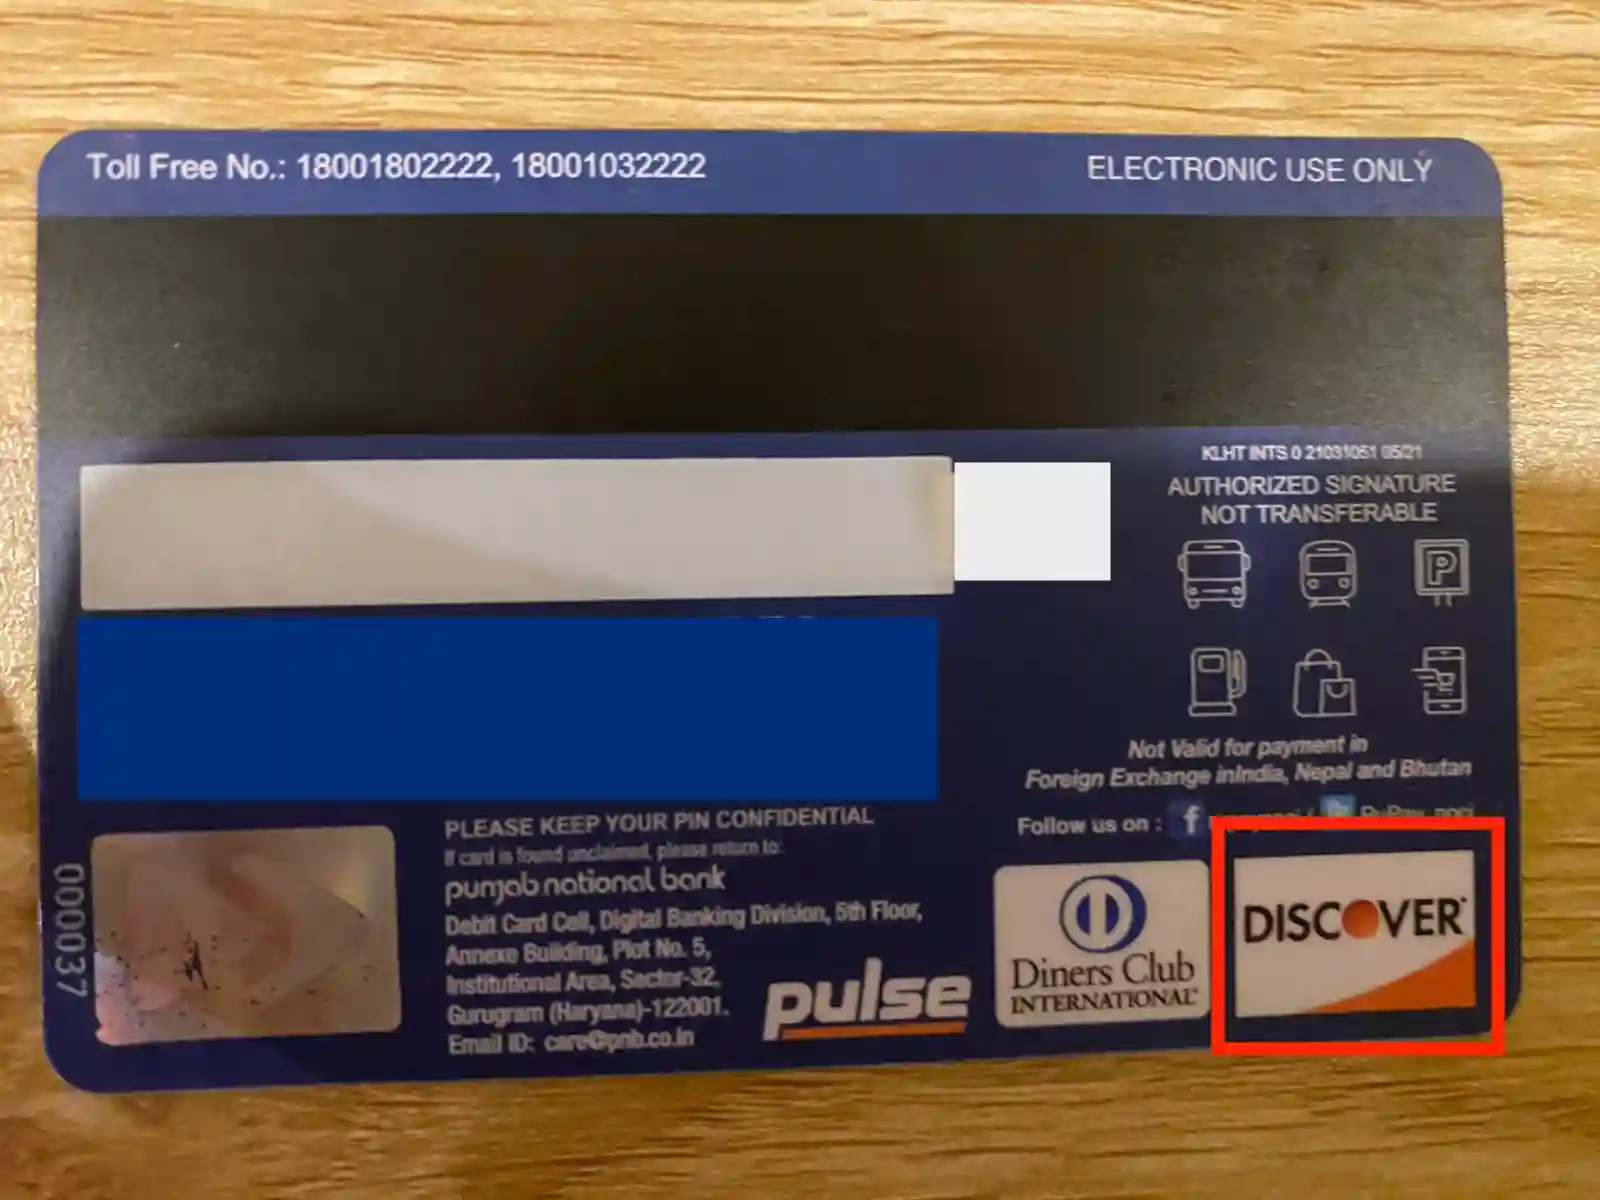 Toll Free No.: 18001802222, 18001032222
ELECTRONIC USE ONLY
KLHT INTS 0 21031051 05/21
AUTHORIZED SIGNATURE
NOT TRANSFERABLE
P
Not Valid for payment in
Foreign Exchange inIndia, Nepal and Bhutan
Follow us on : f
PLEASE KEEP YOUR PIN CONFIDENTIAL
If card is found unclaimed, please return to:
punjab national bank
Debit Card Cell, Digital Banking Division, 5th Floor,
Annexe Building, Plot No. 5,
Institutional Area, Sector-32,
Gurugram (Haryana)-122001.
Email ID: care@pnb.co.in
000037
pulse
Diners Club
INTERNATIONAL
DISCOVER